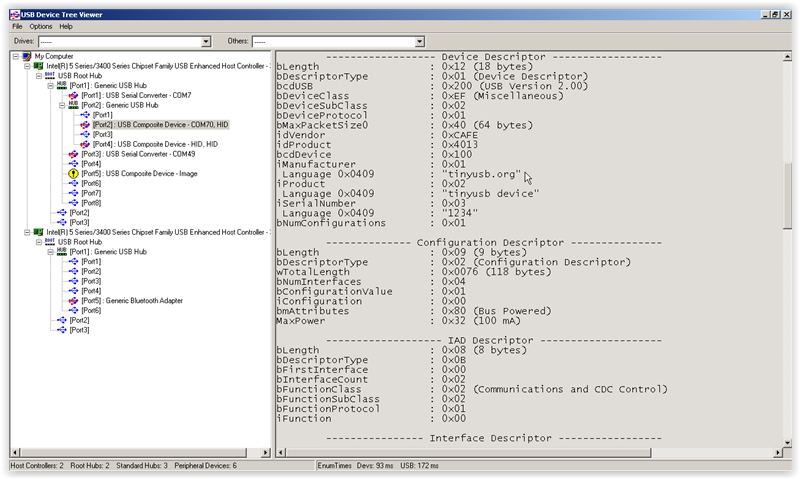 USB Device Tree Viewer
File Options Help
Drives: -----
Others: -----
My Computer
Intel(R) 5 Series/3400 Series Chipset Family USB Enhanced Host Controller - 3
USB Root Hub
[Port1] : Generic USB Hub
[Port1] : USB Serial Converter - COM7
[Port2] : Generic USB Hub
[Port1]
[Port2] : USB Composite Device - COM70, HID
[Port3]
[Port4] : USB Composite Device - HID, HID
[Port3] : USB Serial Converter - COM49
[Port4]
[Port5] : USB Composite Device - Image
[Port6]
[Port7]
[Port8]
[Port2]
[Port3]
Intel(R) 5 Series/3400 Series Chipset Family USB Enhanced Host Controller - 3
USB Root Hub
[Port1] : Generic USB Hub
[Port1]
[Port2]
[Port3]
[Port4]
[Port5] : Generic Bluetooth Adapter
[Port6]
[Port2]
[Port3]
----------------- Device Descriptor -----------------
bLength : 0x12 (18 bytes)
bDescriptorType : 0x01 (Device Descriptor)
bcdUSB : 0x200 (USB Version 2.00)
bDeviceClass : 0xEF (Miscellaneous)
bDeviceSubClass : 0x02
bDeviceProtocol : 0x01
bMaxPacketSize0 : 0x40 (64 bytes)
idVendor : 0xCAFE
idProduct : 0x4013
bcdDevice : 0x100
iManufacturer : 0x01
Language 0x0409 : "tinyusb.org"
iProduct : 0x02
Language 0x0409 : "tinyusb device"
iSerialNumber : 0x03
Language 0x0409 : "1234"
bNumConfigurations : 0x01
-------------- Configuration Descriptor --------------
bLength : 0x09 (9 bytes)
bDescriptorType : 0x02 (Configuration Descriptor)
wTotalLength : 0x0076 (118 bytes)
bNumInterfaces : 0x04
bConfigurationValue : 0x01
iConfiguration : 0x00
bmAttributes : 0x80 (Bus Powered)
MaxPower : 0x32 (100 mA)
------------------ IAD Descriptor ------------------
bLength : 0x08 (8 bytes)
bDescriptorType : 0x0B
bFirstInterface : 0x00
bInterfaceCount : 0x02
bFunctionClass : 0x02 (Communications and CDC Control)
bFunctionSubClass : 0x02
bFunctionProtocol : 0x01
iFunction : 0x00
---------------- Interface Descriptor ----------------
Host Controllers: 2 Root Hubs: 2 Standard Hubs: 3 Peripheral Devices: 6
EnumTimes Devs: 93 ms USB: 172 ms